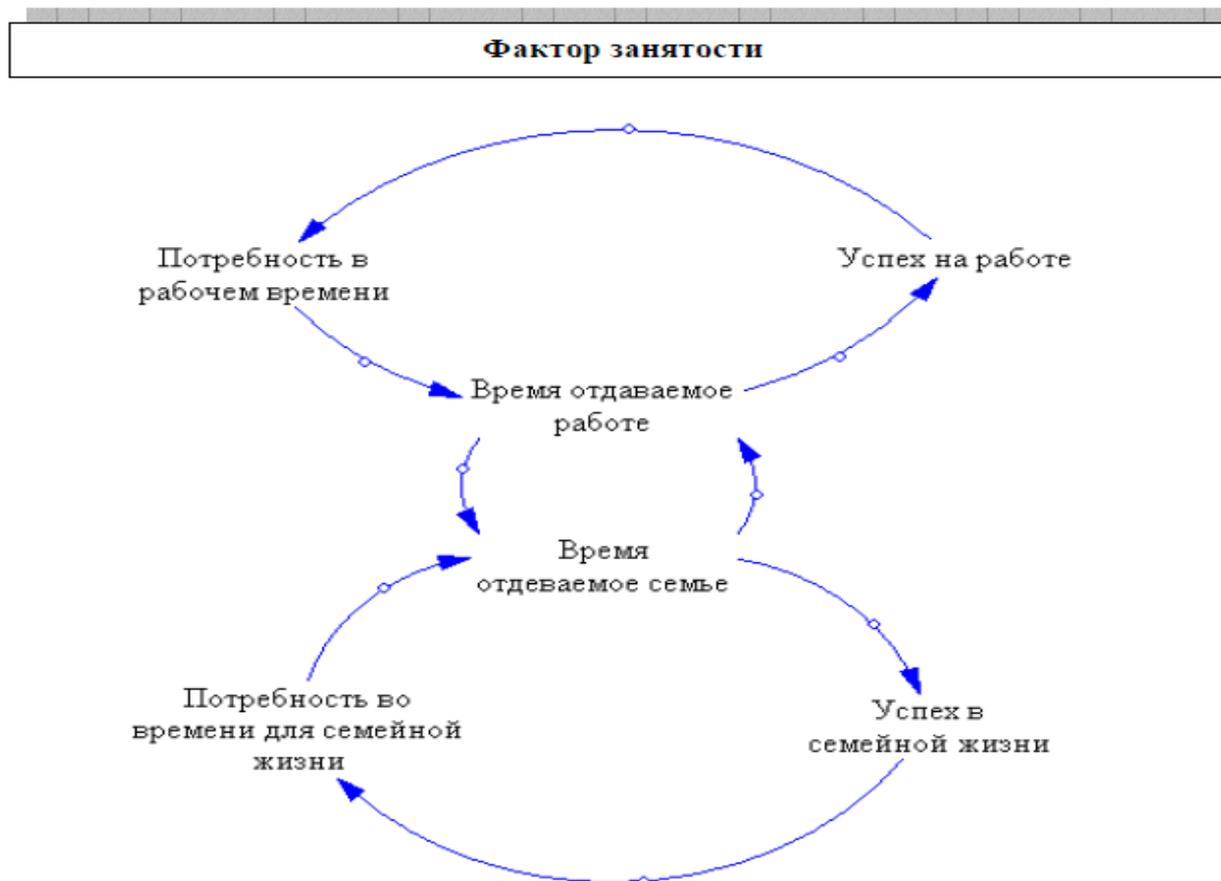 Фактор занятости
Потребность в
рабочем времени
Успех на работе
Время отдаваемое
работе
Время
отдеваемое семье
Потребность во
времени для семейной
жизни
Успех в
семейной жизни